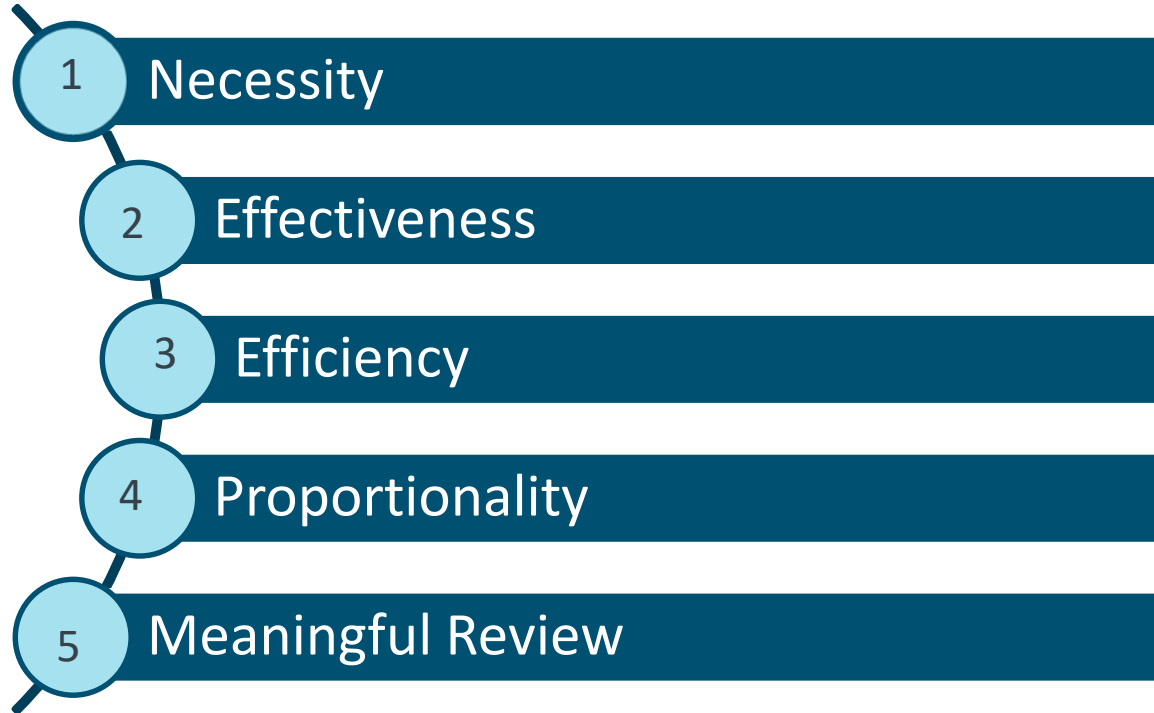 1 Necessity
2 Effectiveness
3 Efficiency
4 Proportionality
5 Meaningful Review